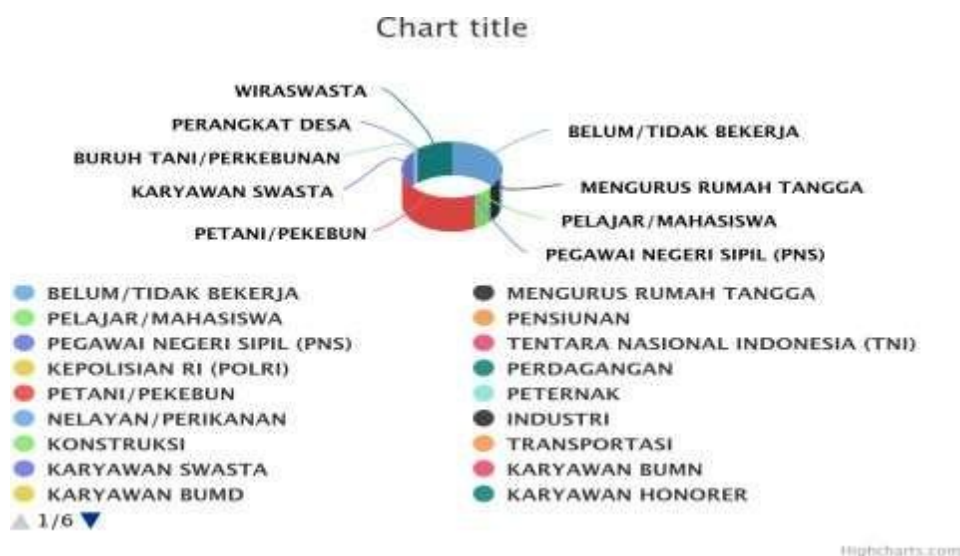 Chart title
WIRASWASTA
PERANGKAT DESA
BURUH TANI/PERKEBUNAN
KARYAWAN SWASTA
PETANI/PEKEBUN
BELUM/TIDAK BEKERJA
MENGURUS RUMAH TANGGA
PELAJAR/MAHASISWA
PEGAWAI NEGERI SIPIL (PNS)
BELUM/TIDAK BEKERJA
PELAJAR/MAHASISWA
PEGAWAI NEGERI SIPIL (PNS)
KEPOLISIAN RI (POLRI)
PETANI/PEKEBUN
NELAYAN/PERIKANAN
KONSTRUKSI
KARYAWAN SWASTA
KARYAWAN BUMD
1/6
MENGURUS RUMAH TANGGA
PENSIUNAN
TENTARA NASIONAL INDONESIA (TNI)
PERDAGANGAN
PETERNAK
INDUSTRI
TRANSPORTASI
KARYAWAN BUMN
KARYAWAN HONORER
Highcharts.com